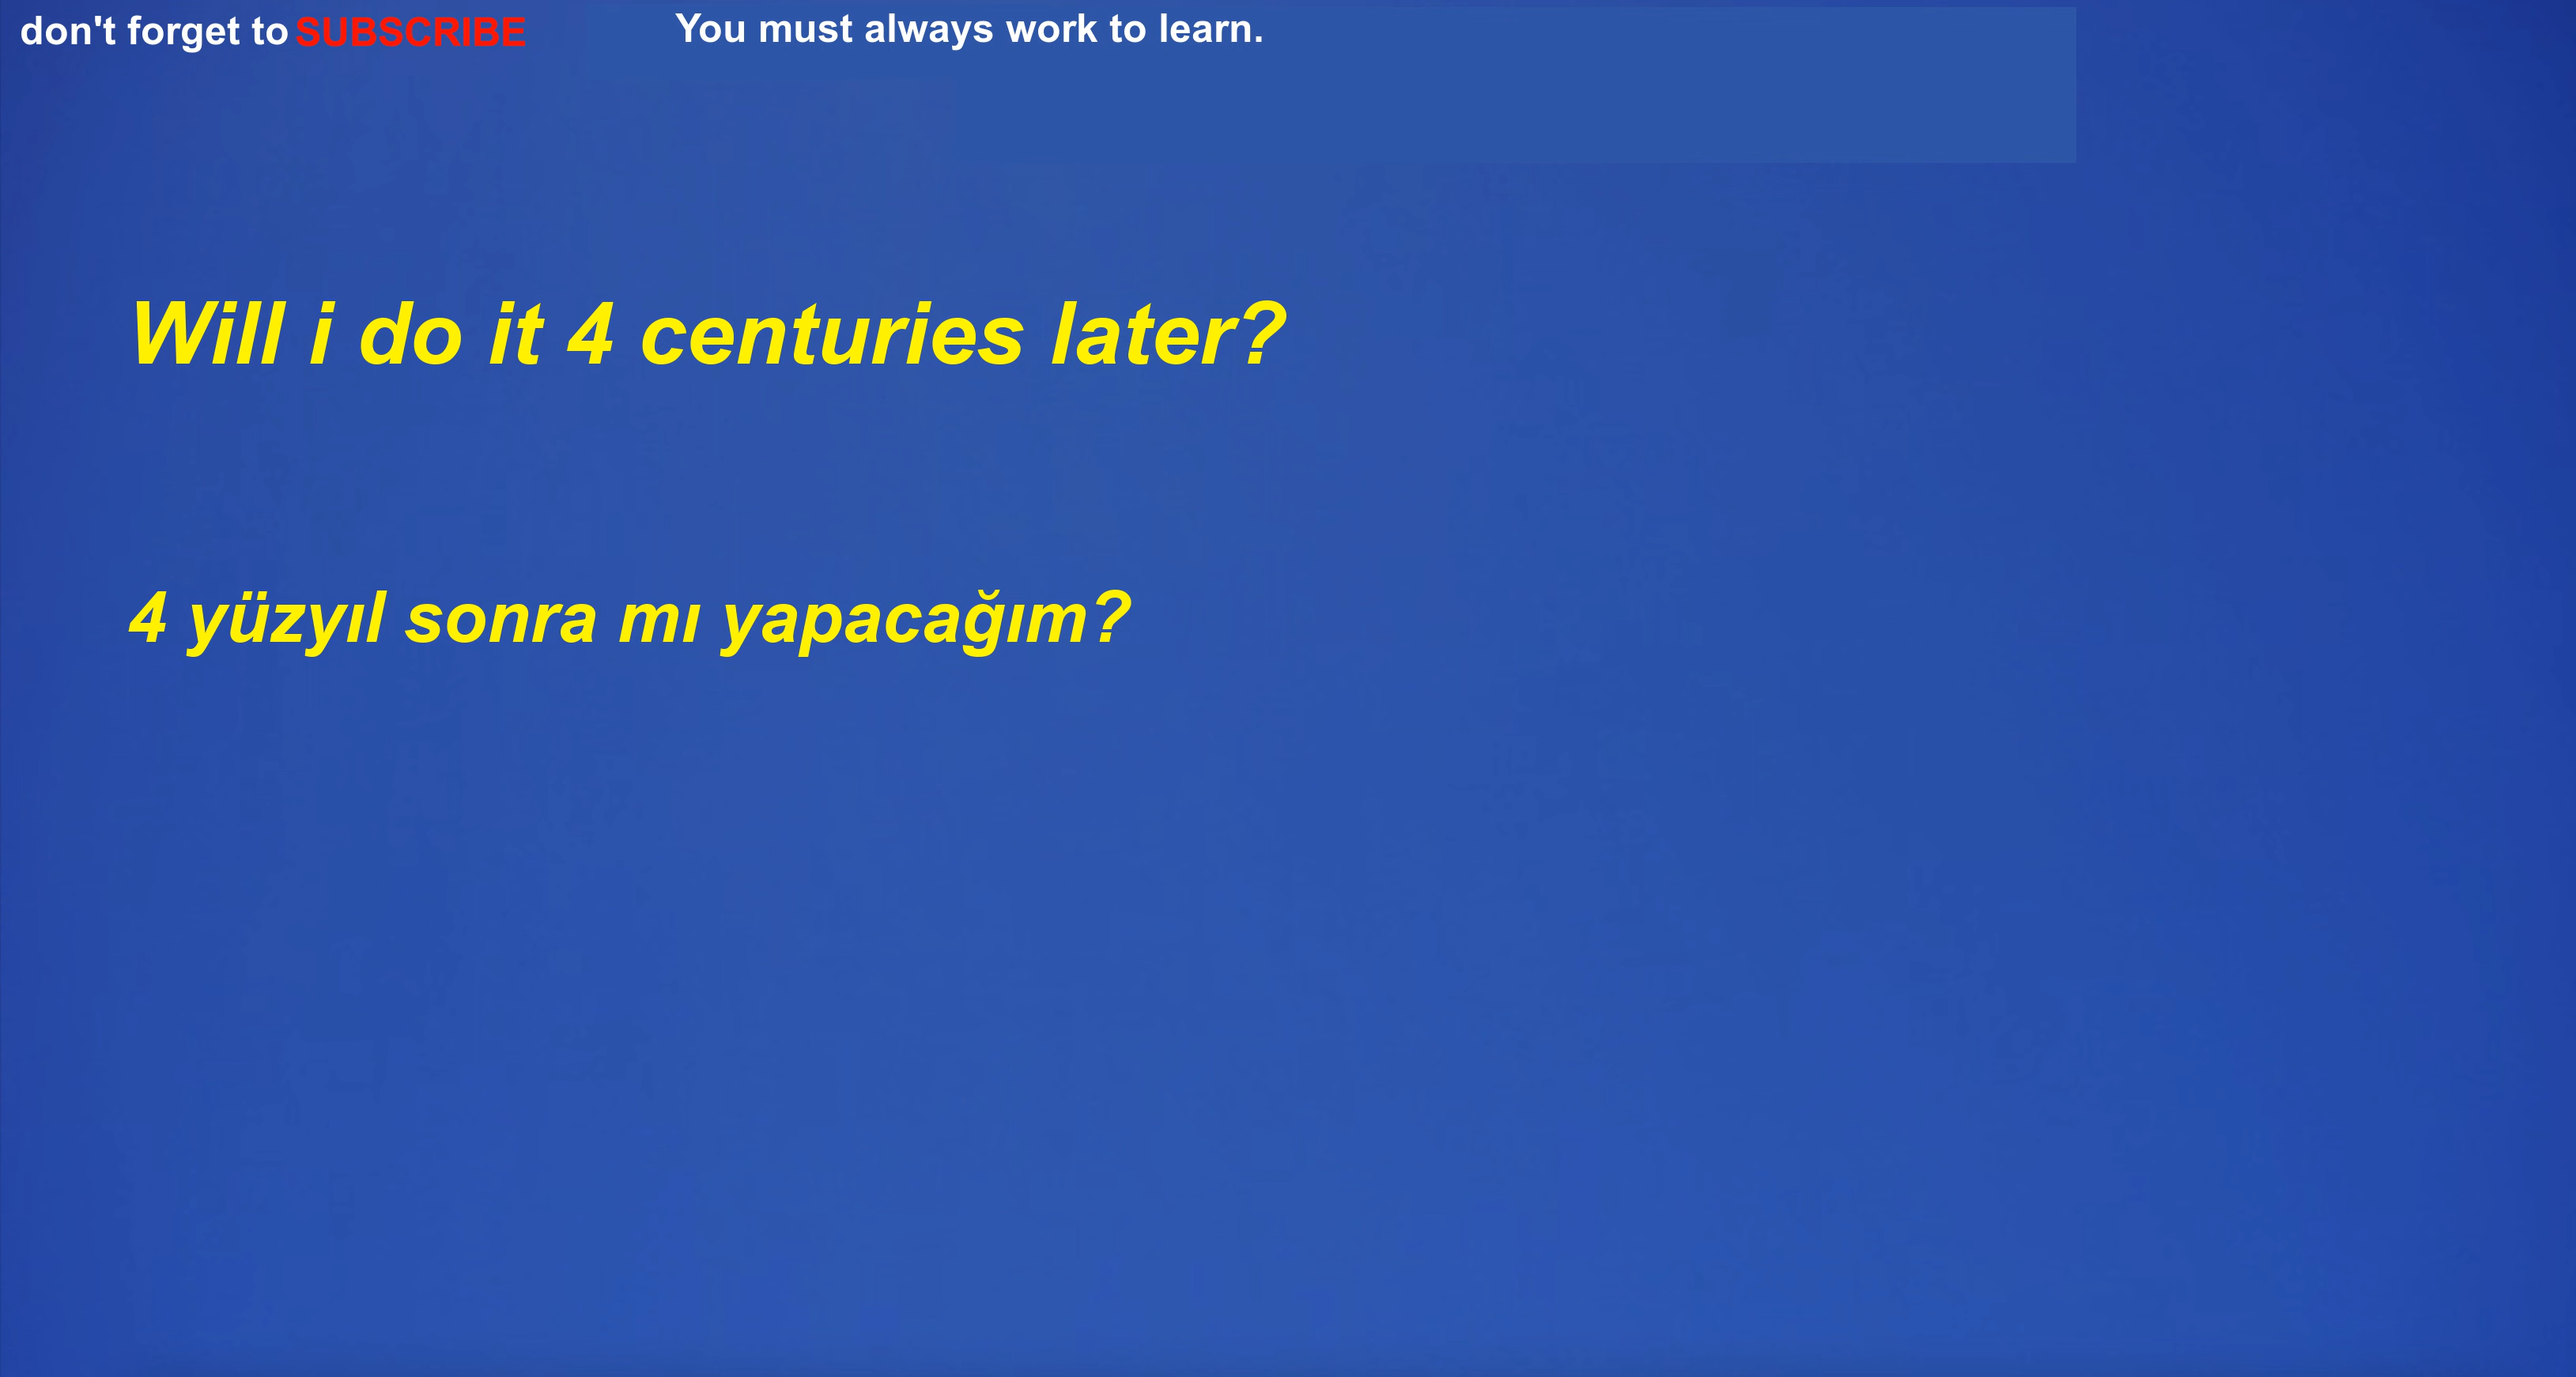 don't forget to SUBSCRIBE
You must always work to learn.
Will i do it 4 centuries later?
4 yüzyıl sonra mı yapacağım?